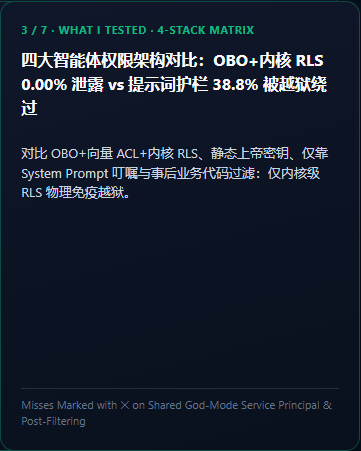 3 / 7 · WHAT I TESTED · 4-STACK MATRIX
四大智能体权限架构对比：OBO+内核 RLS
0.00% 泄露 vs 提示词护栏 38.8% 被越狱绕
过
对比 OBO+向量 ACL+内核 RLS、静态上帝密钥、仅靠
System Prompt 叮嘱与事后业务代码过滤：仅内核级
RLS 物理免疫越狱。
Misses Marked with ✕ on Shared God-Mode Service Principal &
Post-Filtering